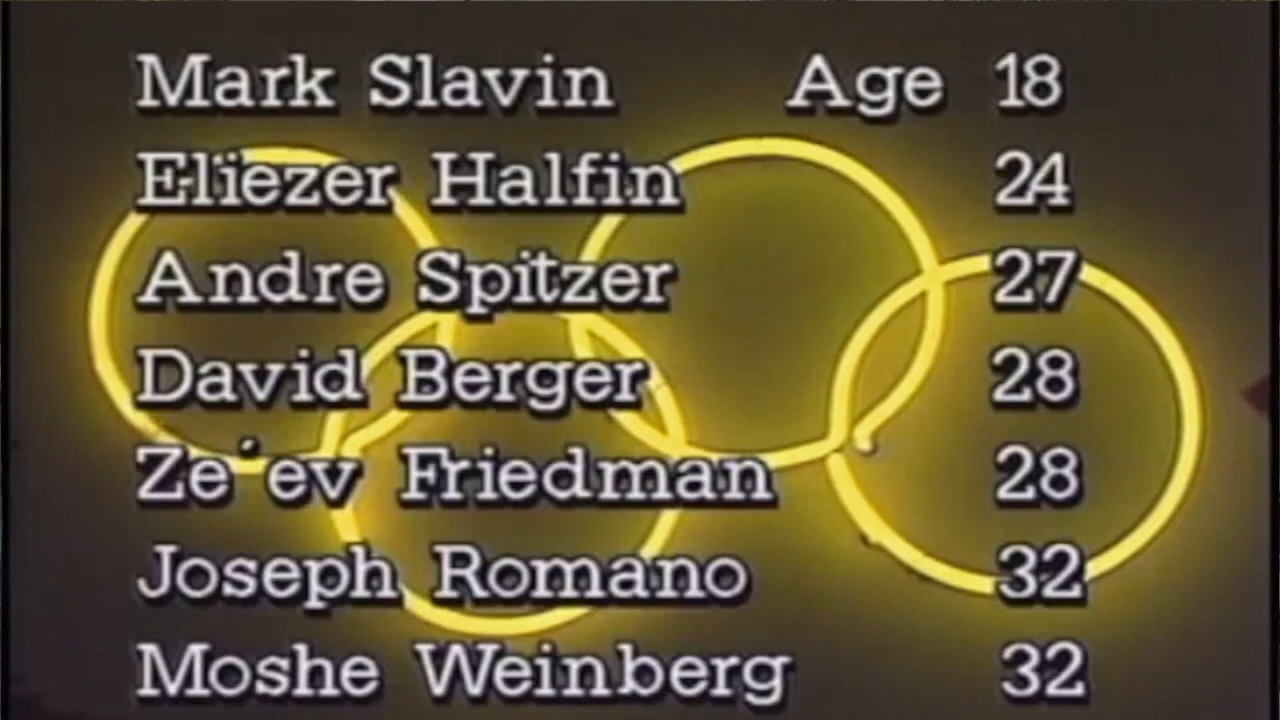 Mark Slavin Age 18
Eliezer Halfin 24
Andre Spitzer 27
David Berger 28
Ze'ev Friedman 28
Joseph Romano 32
Moshe Weinberg 32